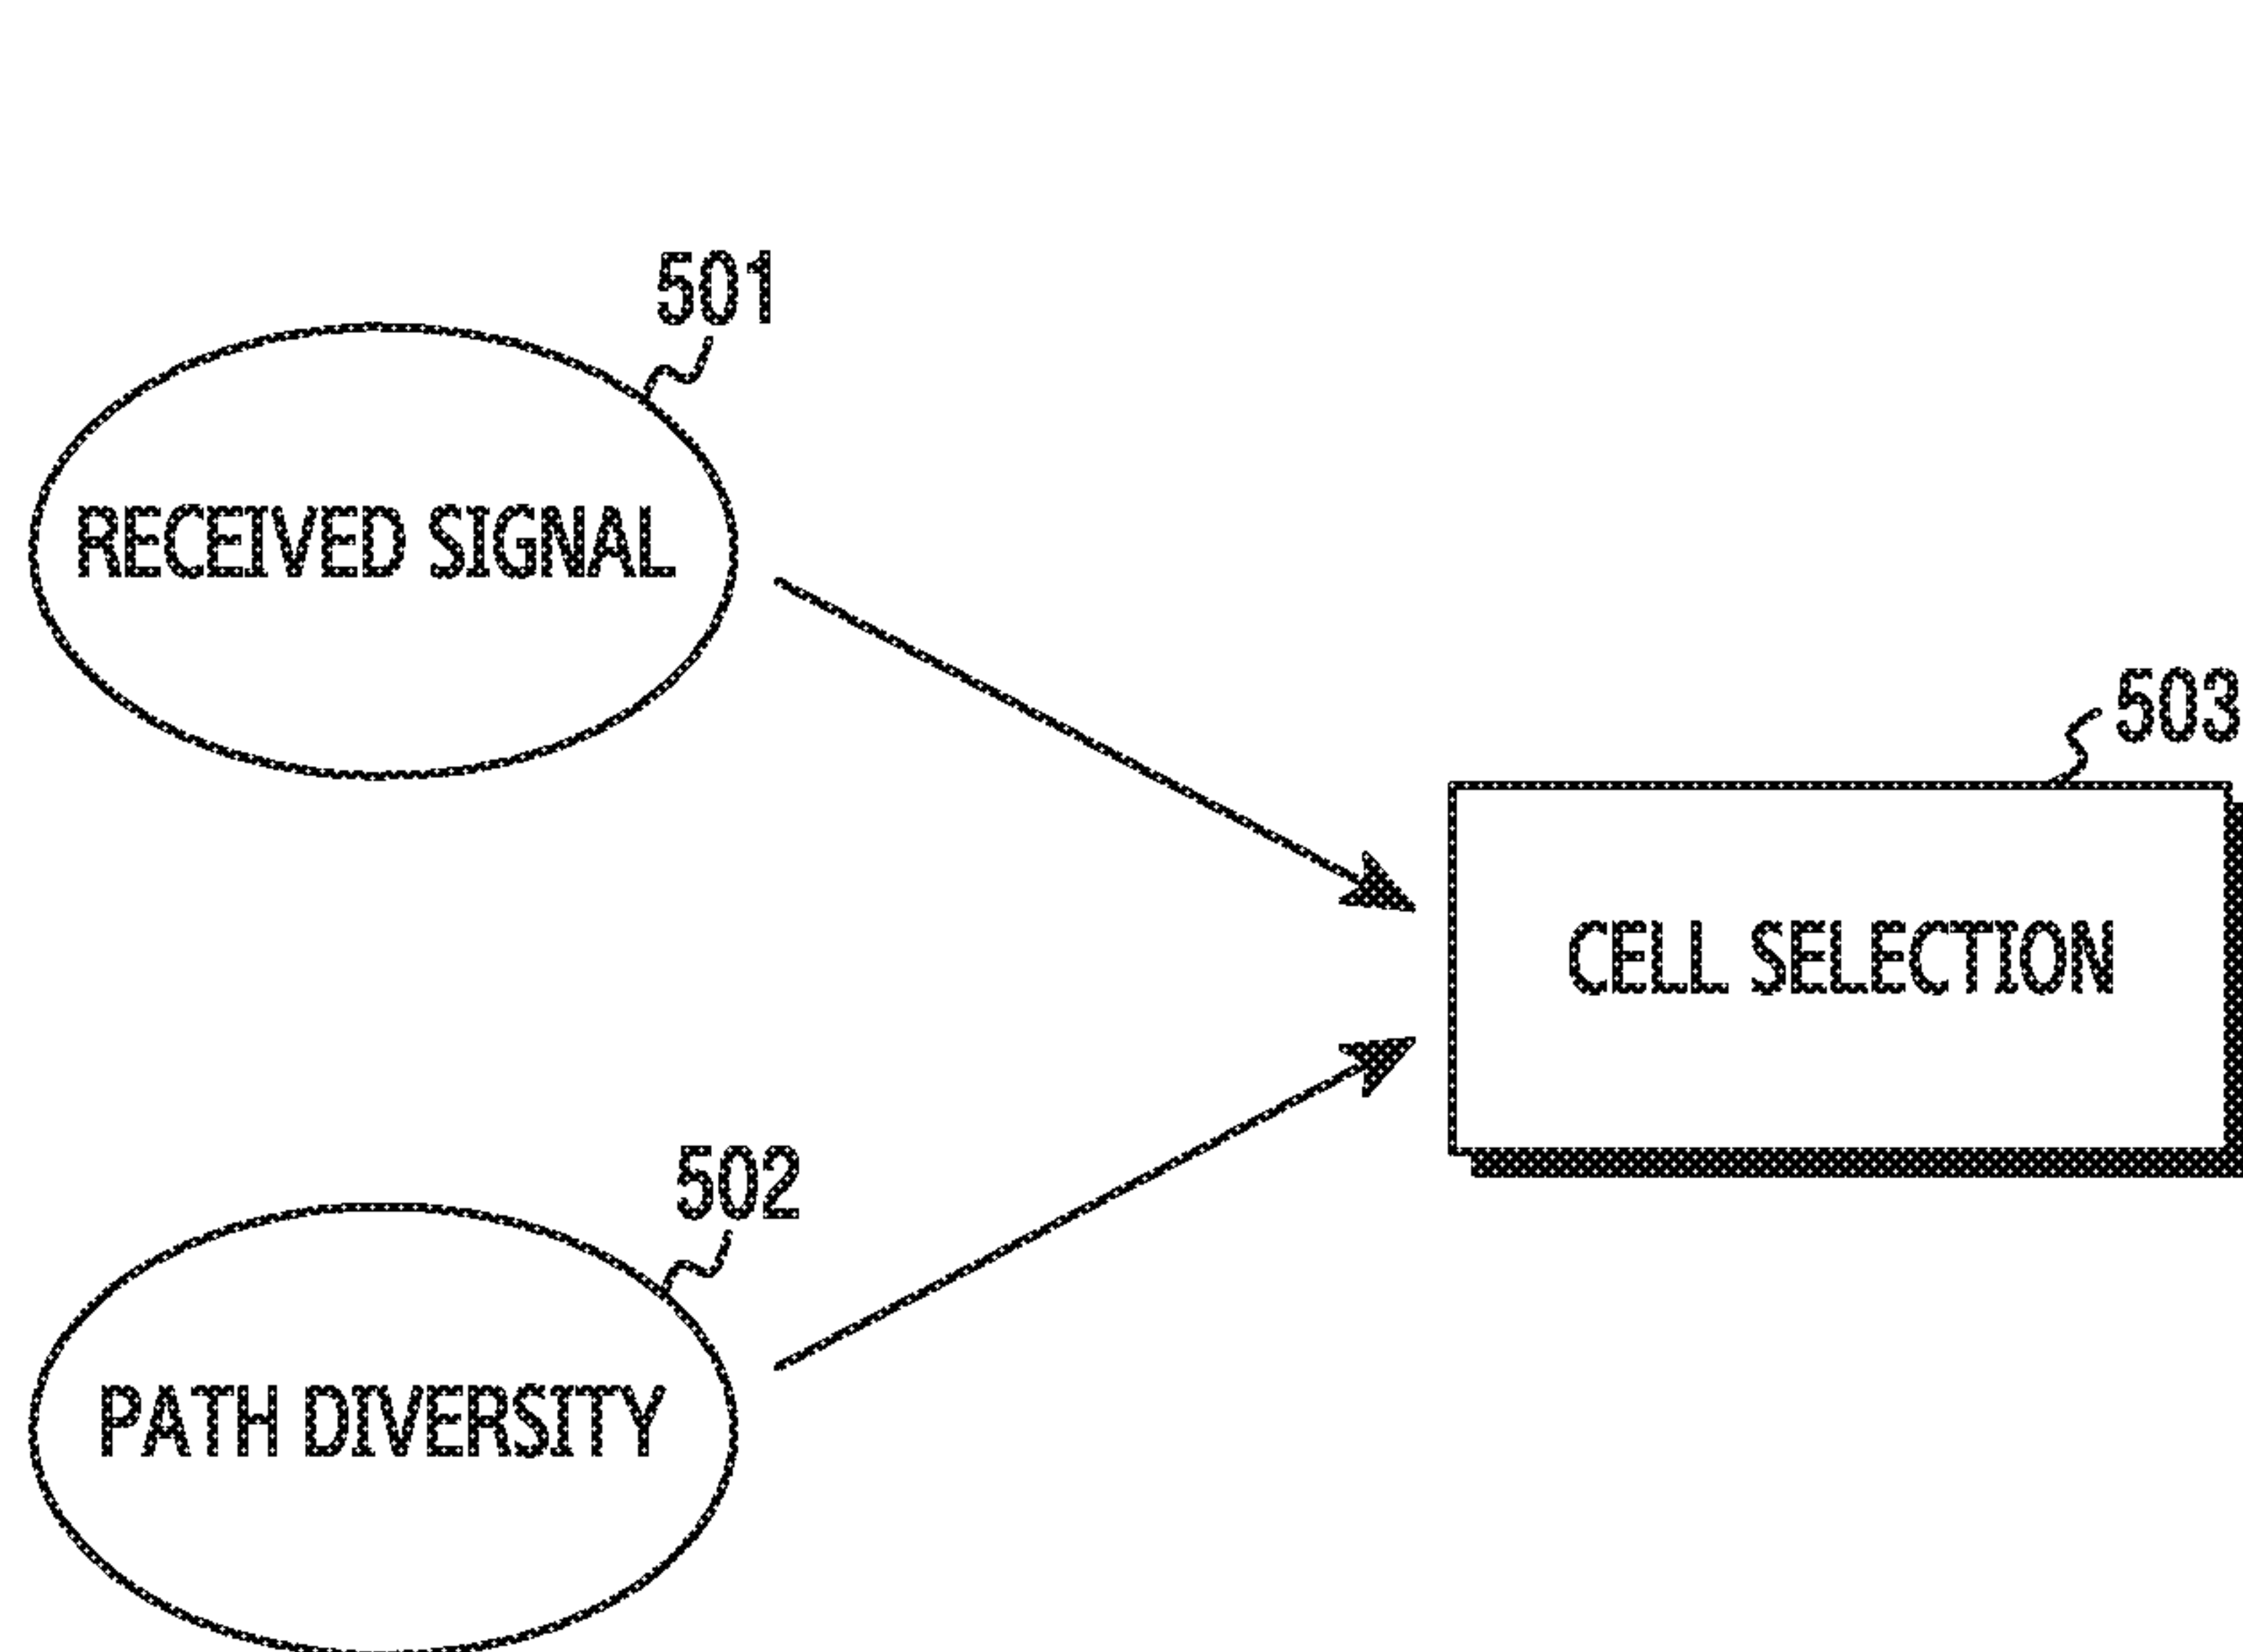 501
RECEIVED SIGNAL
503
CELL SELECTION
502
PATH DIVERSITY